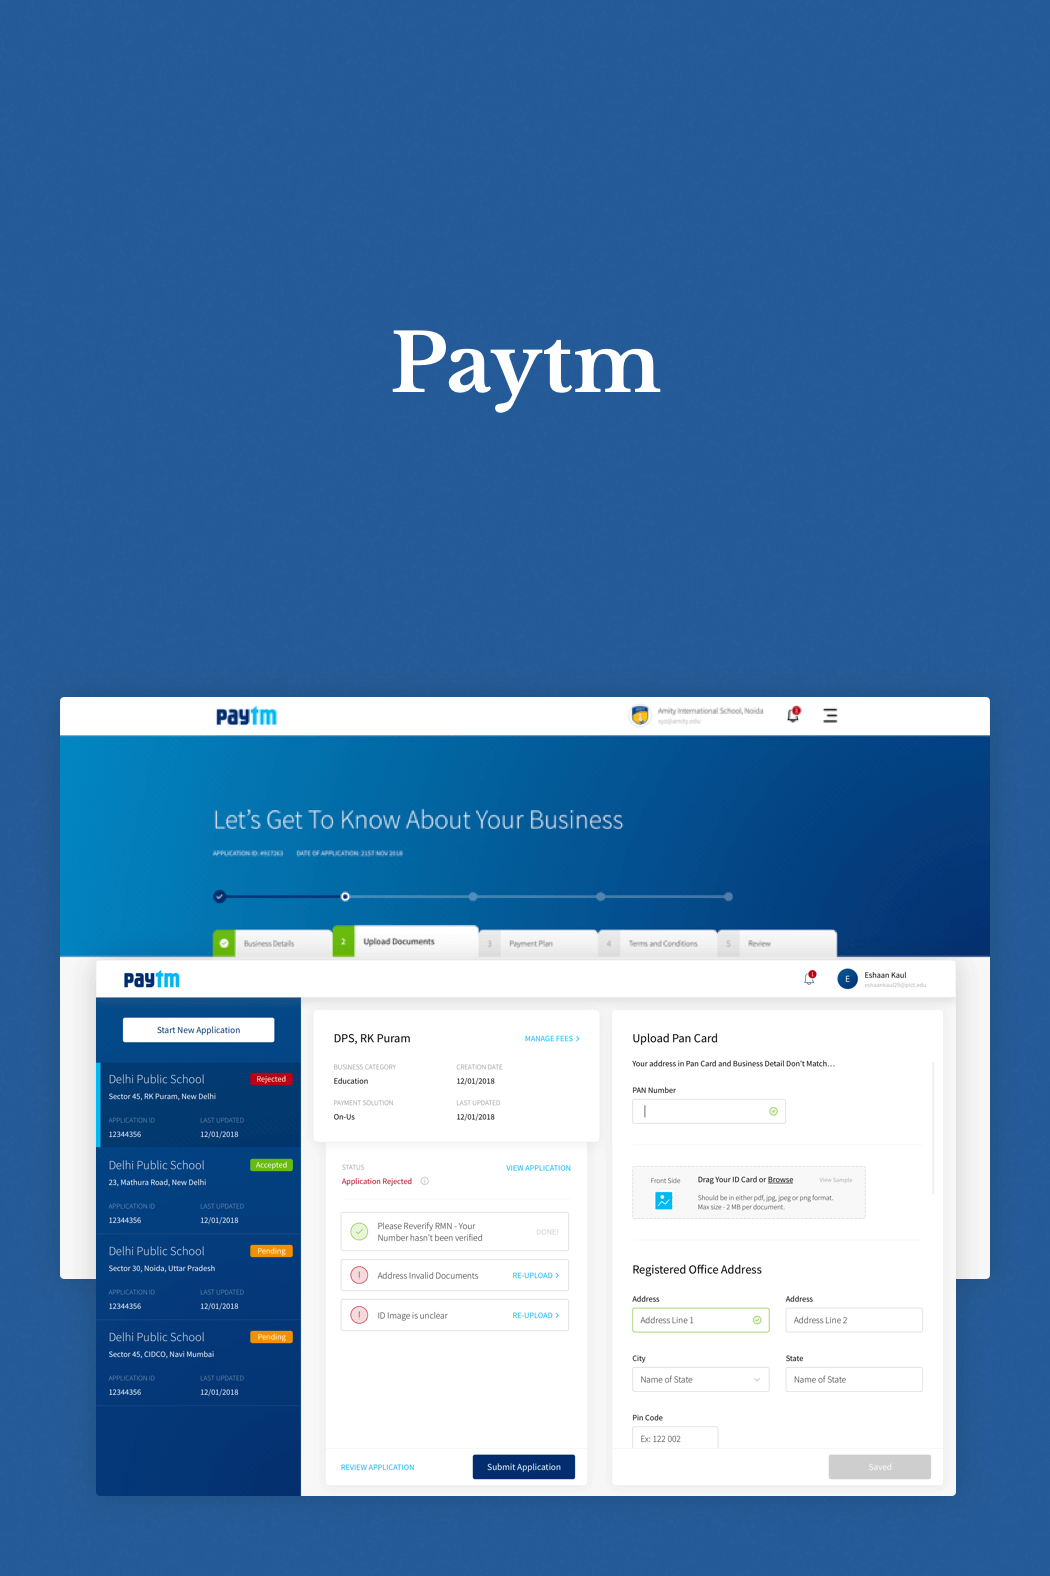 Paytm
paytm
Amity International School, Noida
xyz@amity.edu
Let's Get To Know About Your Business
APPLICATION ID: #917263 DATE OF APPLICATION: 21ST NOV 2018
Business Details
2 Upload Documents
3 Payment Plan
4 Terms and Conditions
5 Review
paytm
1
E
Eshaan Kaul
eshaankaul20@pict.edu
Start New Application
Delhi Public School Rejected
Sector 45, RK Puram, New Delhi
APPLICATION ID LAST UPDATED
12344356 12/01/2018
Delhi Public School Accepted
23, Mathura Road, New Delhi
APPLICATION ID LAST UPDATED
12344356 12/01/2018
Delhi Public School Pending
Sector 30, Noida, Uttar Pradesh
APPLICATION ID LAST UPDATED
12344356 12/01/2018
Delhi Public School Pending
Sector 45, CIDCO, Navi Mumbai
APPLICATION ID LAST UPDATED
12344356 12/01/2018
DPS, RK Puram MANAGE FEES
BUSINESS CATEGORY CREATION DATE
Education 12/01/2018
PAYMENT SOLUTION LAST UPDATED
On-Us 12/01/2018
STATUS VIEW APPLICATION
Application Rejected
Please Reverify RMN - Your
Number hasn't been verified
DONE!
Address Invalid Documents RE-UPLOAD
ID Image is unclear RE-UPLOAD
REVIEW APPLICATION Submit Application
Upload Pan Card
Your address in Pan Card and Business Detail Don't Match...
PAN Number
Front Side
Drag Your ID Card or Browse View Sample
Should be in either pdf, jpg, jpeg or png format.
Max size - 2 MB per document.
Registered Office Address
Address Address
Address Line 1 Address Line 2
City State
Name of State Name of State
Pin Code
Ex: 122 002
Saved